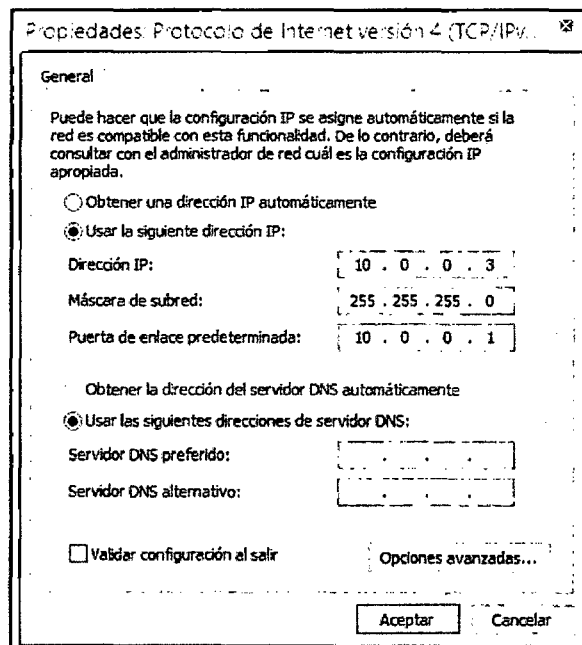 Propiedades: Protocolo de Internet versión 4 (TCP/IPv...
General
Puede hacer que la configuración IP se asigne automáticamente si la
red es compatible con esta funcionalidad. De lo contrario, deberá
consultar con el administrador de red cuál es la configuración IP
apropiada.
Obtener una dirección IP automáticamente
Usar la siguiente dirección IP:
Dirección IP: 10 . 0 . 0 . 3
Máscara de subred: 255 . 255 . 255 . 0
Puerta de enlace predeterminada: 10 . 0 . 0 . 1
Obtener la dirección del servidor DNS automáticamente
Usar las siguientes direcciones de servidor DNS:
Servidor DNS preferido: . . .
Servidor DNS alternativo: . . .
Validar configuración al salir Opciones avanzadas...
Aceptar Cancelar